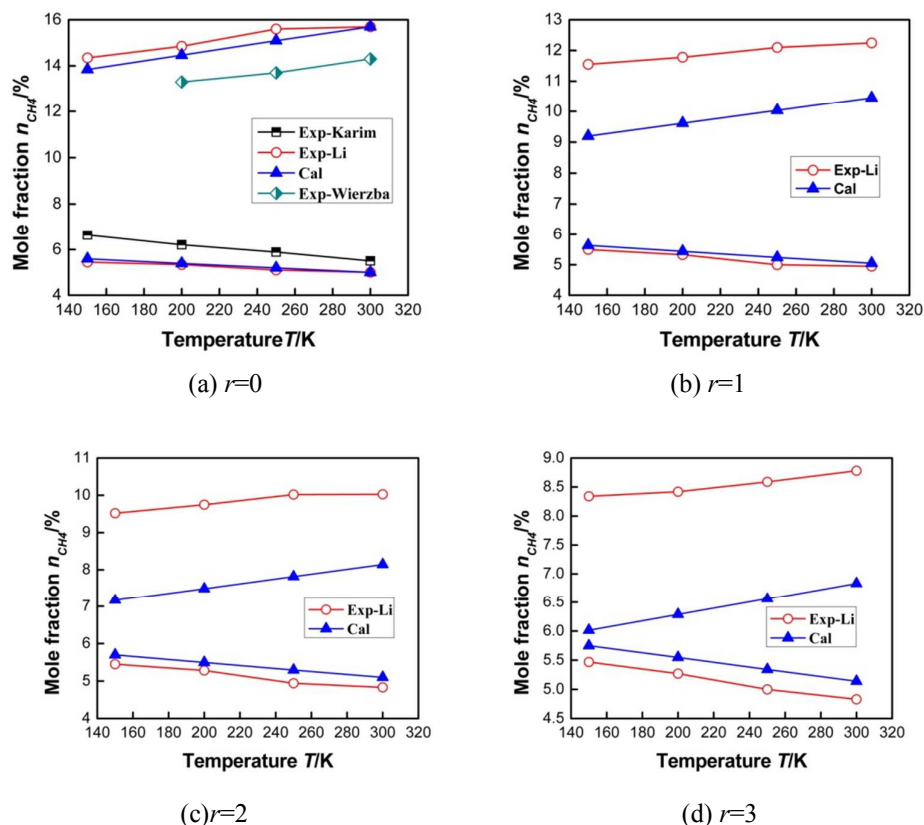 16
14
12
10
8
6
4
Mole fraction n_CH4/%
Exp-Karim
Exp-Li
Cal
Exp-Wierzba
140 160 180 200 220 240 260 280 300 320
TemperatureT/K
(a) r=0
13
12
11
10
9
8
7
6
5
4
Mole fraction n_CH4/%
Exp-Li
Cal
140 160 180 200 220 240 260 280 300 320
Temperature T/K
(b) r=1
11
10
9
8
7
6
5
4
Mole fraction n_CH4/%
Exp-Li
Cal
140 160 180 200 220 240 260 280 300 320
Temperature T/K
(c)r=2
9.0
8.5
8.0
7.5
7.0
6.5
6.0
5.5
5.0
4.5
Mole fraction n_CH4/%
Exp-Li
Cal
140 160 180 200 220 240 260 280 300 320
Temperature T/K
(d) r=3